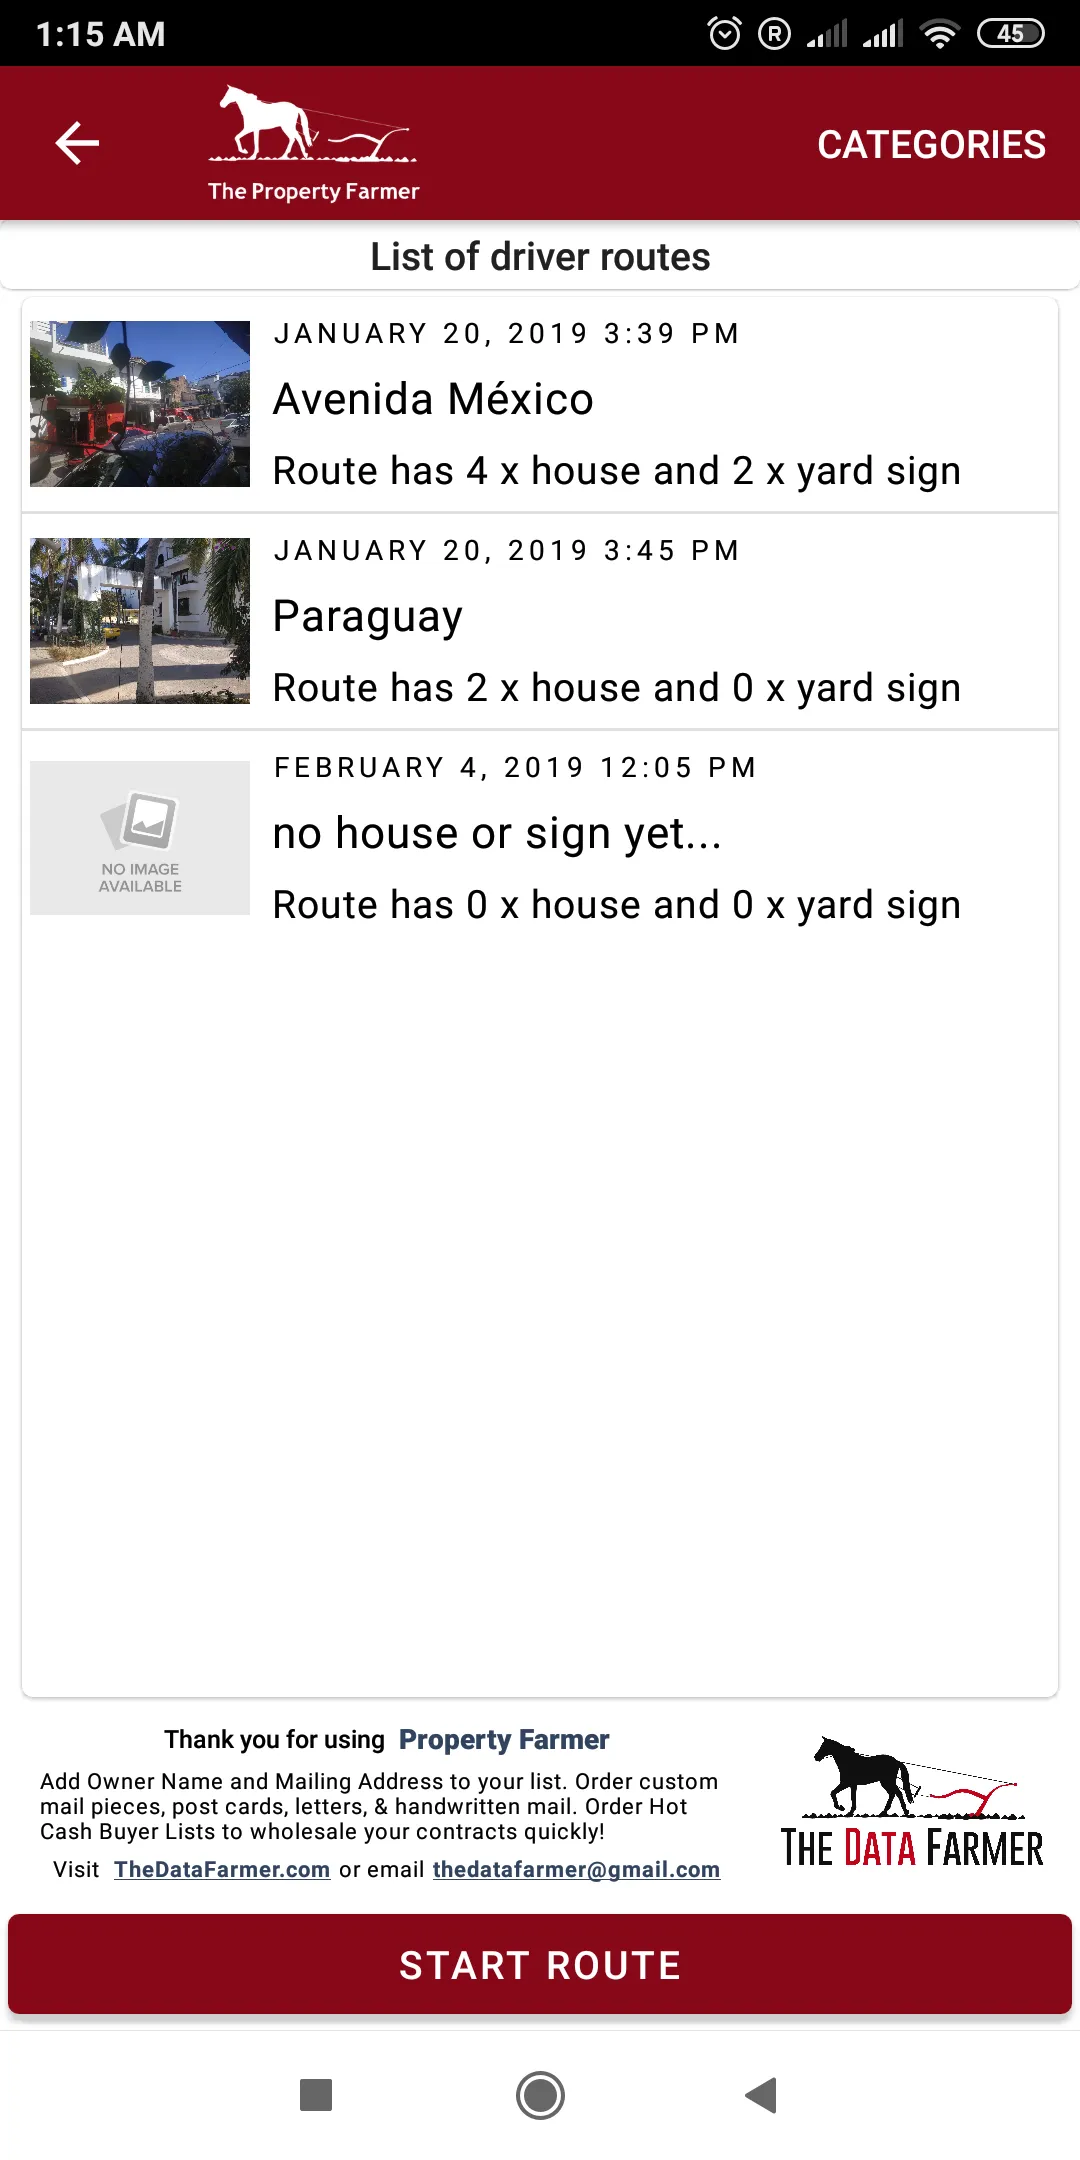 1:15 AM
R
45
The Property Farmer
CATEGORIES
List of driver routes
JANUARY 20, 2019 3:39 PM
Avenida México
Route has 4 x house and 2 x yard sign
JANUARY 20, 2019 3:45 PM
Paraguay
Route has 2 x house and 0 x yard sign
FEBRUARY 4, 2019 12:05 PM
NO IMAGE
AVAILABLE
no house or sign yet...
Route has 0 x house and 0 x yard sign
Thank you for using Property Farmer
Add Owner Name and Mailing Address to your list. Order custom
mail pieces, post cards, letters, & handwritten mail. Order Hot
Cash Buyer Lists to wholesale your contracts quickly!
Visit TheDataFarmer.com or email thedatafarmer@gmail.com
THE DATA FARMER
START ROUTE